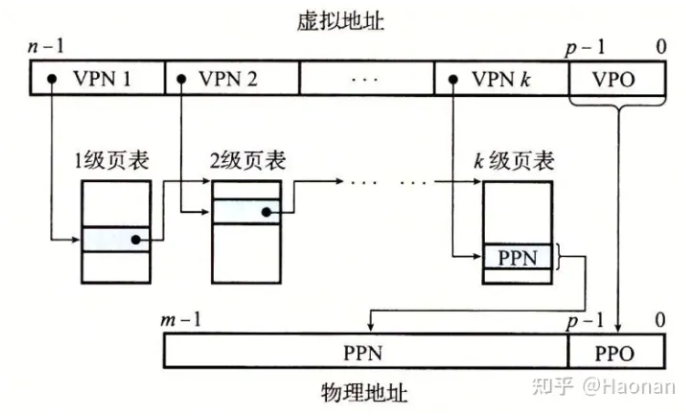 虚拟地址
n-1 p-1 0
VPN 1 VPN 2 ... VPN k VPO
1级页表 2级页表 k 级页表
... ...
PPN
m-1 p-1 0
PPN PPO
物理地址
知乎 @Haonan